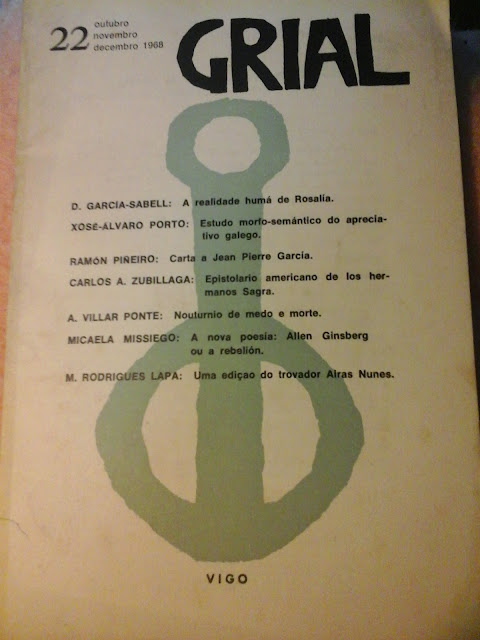 22
outubro
novembro
decembro 1968
GRIAL
D. GARCIA-SABELL: A realidade humá de Rosalía.
XOSE-ALVARO PORTO: Estudo morfo-semántico do aprecia-
tivo galego.
RAMÓN PIÑEIRO: Carta a Jean Pierre García.
CARLOS A. ZUBILLAGA: Epistolario americano de los her-
manos Sagra.
A. VILLAR PONTE: Nouturnio de medo e morte.
MICAELA MISSIEGO: A nova poesía: Allen Ginsberg
ou a rebelión.
M. RODRIGUES LAPA: Uma ediçao do trovador Airas Nunes.
VIGO